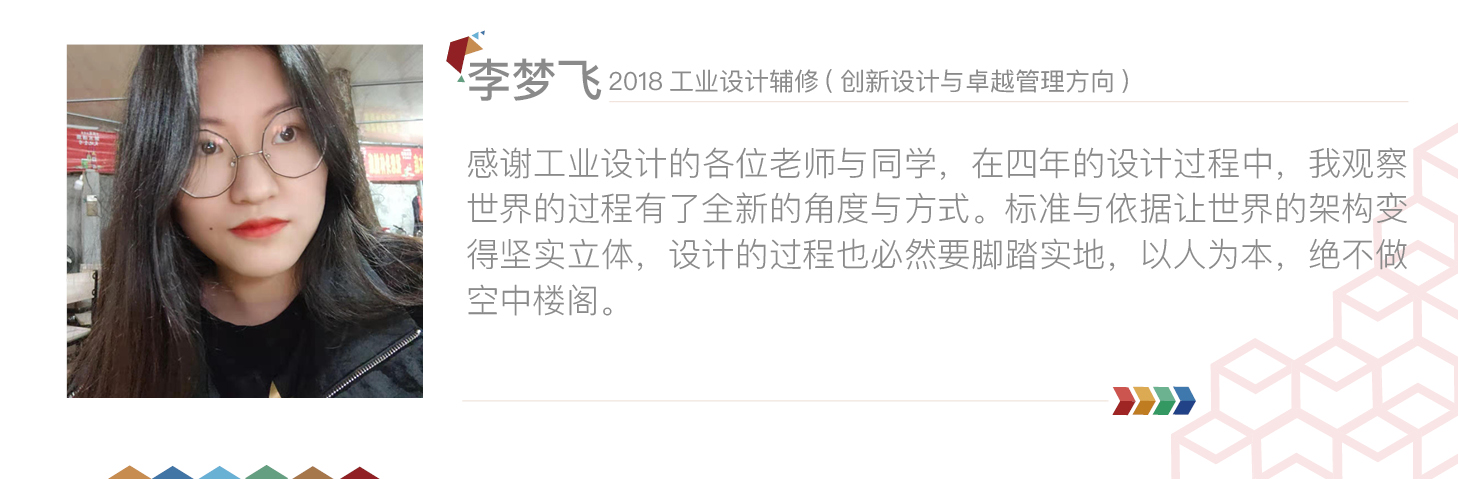 李梦飞 2018 工业设计辅修 ( 创新设计与卓越管理方向 )
感谢工业设计的各位老师与同学，在四年的设计过程中，我观察
世界的过程有了全新的角度与方式。标准与依据让世界的架构变
得坚实立体，设计的过程也必然要脚踏实地，以人为本，绝不做
空中楼阁。